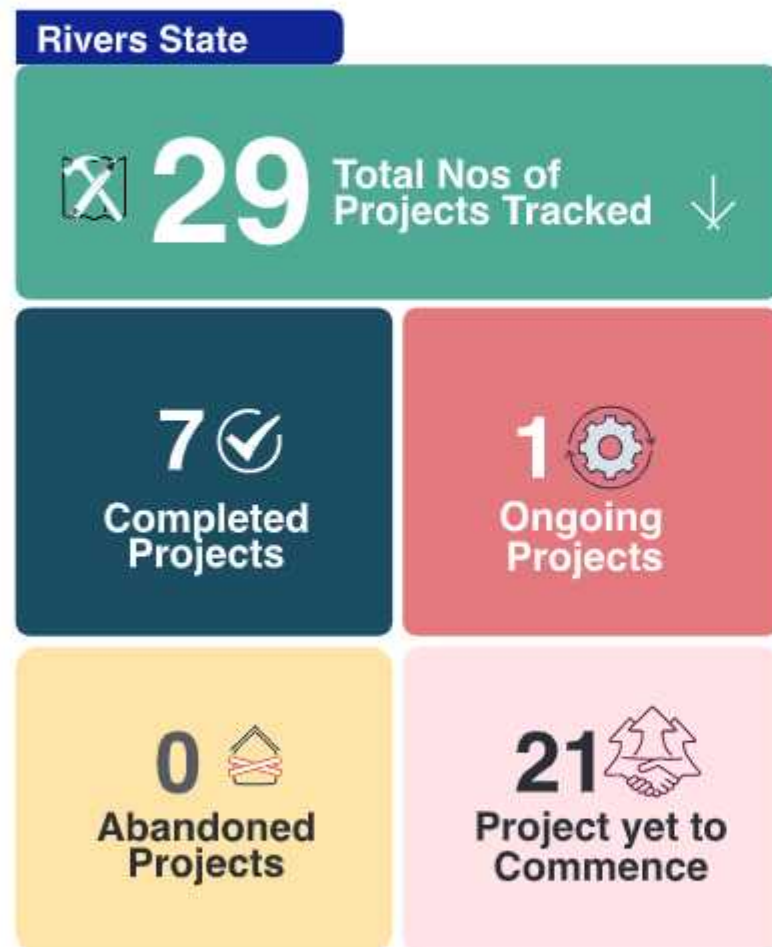 Rivers State
29
Total Nos of
Projects Tracked
7
Completed
Projects
1
Ongoing
Projects
0
Abandoned
Projects
21
Project yet to
Commence